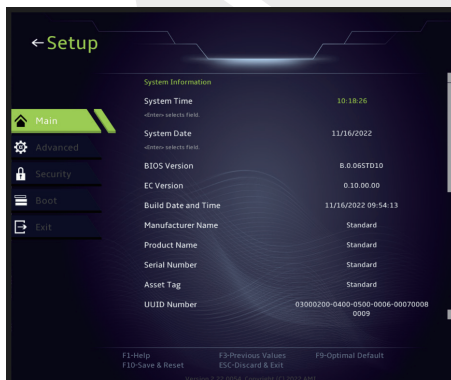 ←Setup
System Information
System Time 10:18:26
<Enter> selects field.
Main
System Date 11/16/2022
<Enter> selects field.
Advanced
BIOS Version B.0.06STD10
Security
EC Version 0.10.00.00
Boot
Build Date and Time 11/16/2022 09:54:13
Exit
Manufacturer Name Standard
Product Name Standard
Serial Number Standard
Asset Tag Standard
UUID Number 03000200-0400-0500-0006-00070008
0009
F1-Help F3-Previous Values F9-Optimal Default
F10-Save & Reset ESC-Discard & Exit
Copyright (C) 2022 AMI